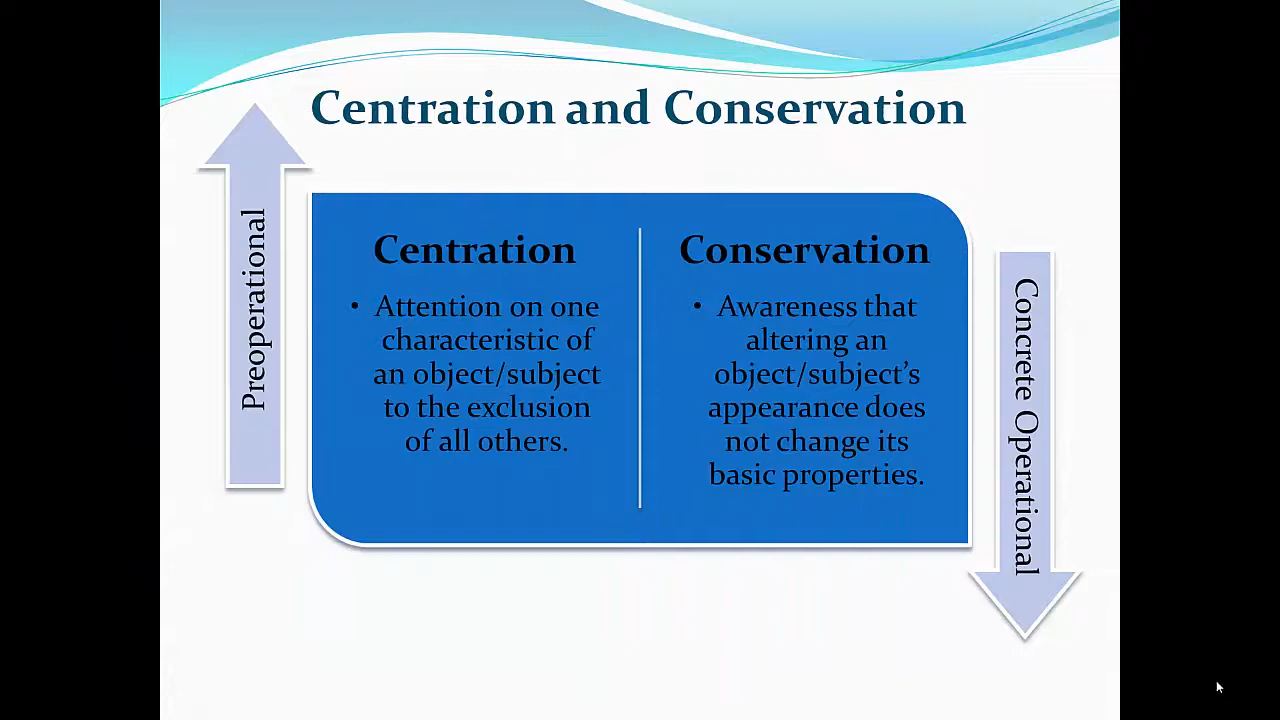 Centration and Conservation
Preoperational
Centration
• Attention on one
characteristic of
an object/subject
to the exclusion
of all others.
Conservation
• Awareness that
altering an
object/subject’s
appearance does
not change its
basic properties.
Concrete Operational